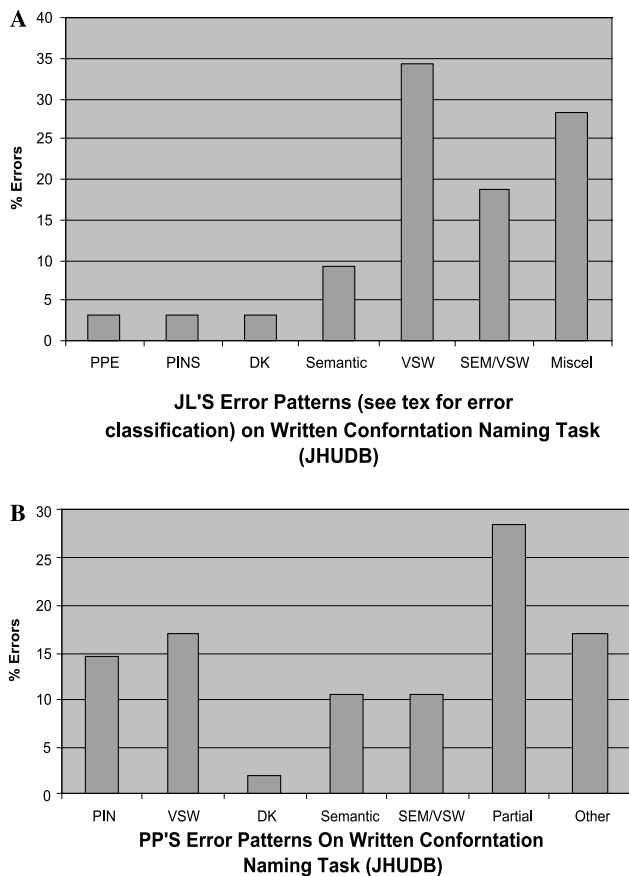 A
40
35
30
25
20
15
10
5
0
% Errors
PPE PINS DK Semantic VSW SEM/VSW Miscel
JL'S Error Patterns (see tex for error
classification) on Written Conforntation Naming Task
(JHUDB)
B
30
25
20
15
10
5
0
% Errors
PIN VSW DK Semantic SEM/VSW Partial Other
PP'S Error Patterns On Written Conforntation
Naming Task (JHUDB)